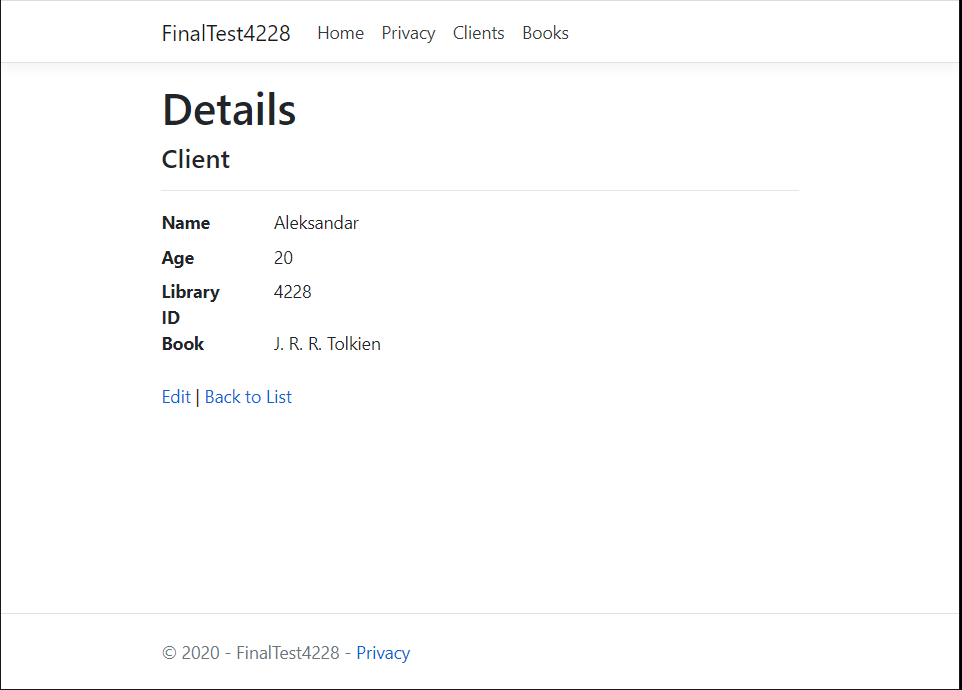 FinalTest4228 Home Privacy Clients Books
Details
Client
Name Aleksandar
Age 20
Library 4228
ID
Book J. R. R. Tolkien
Edit | Back to List
© 2020 - FinalTest4228 - Privacy